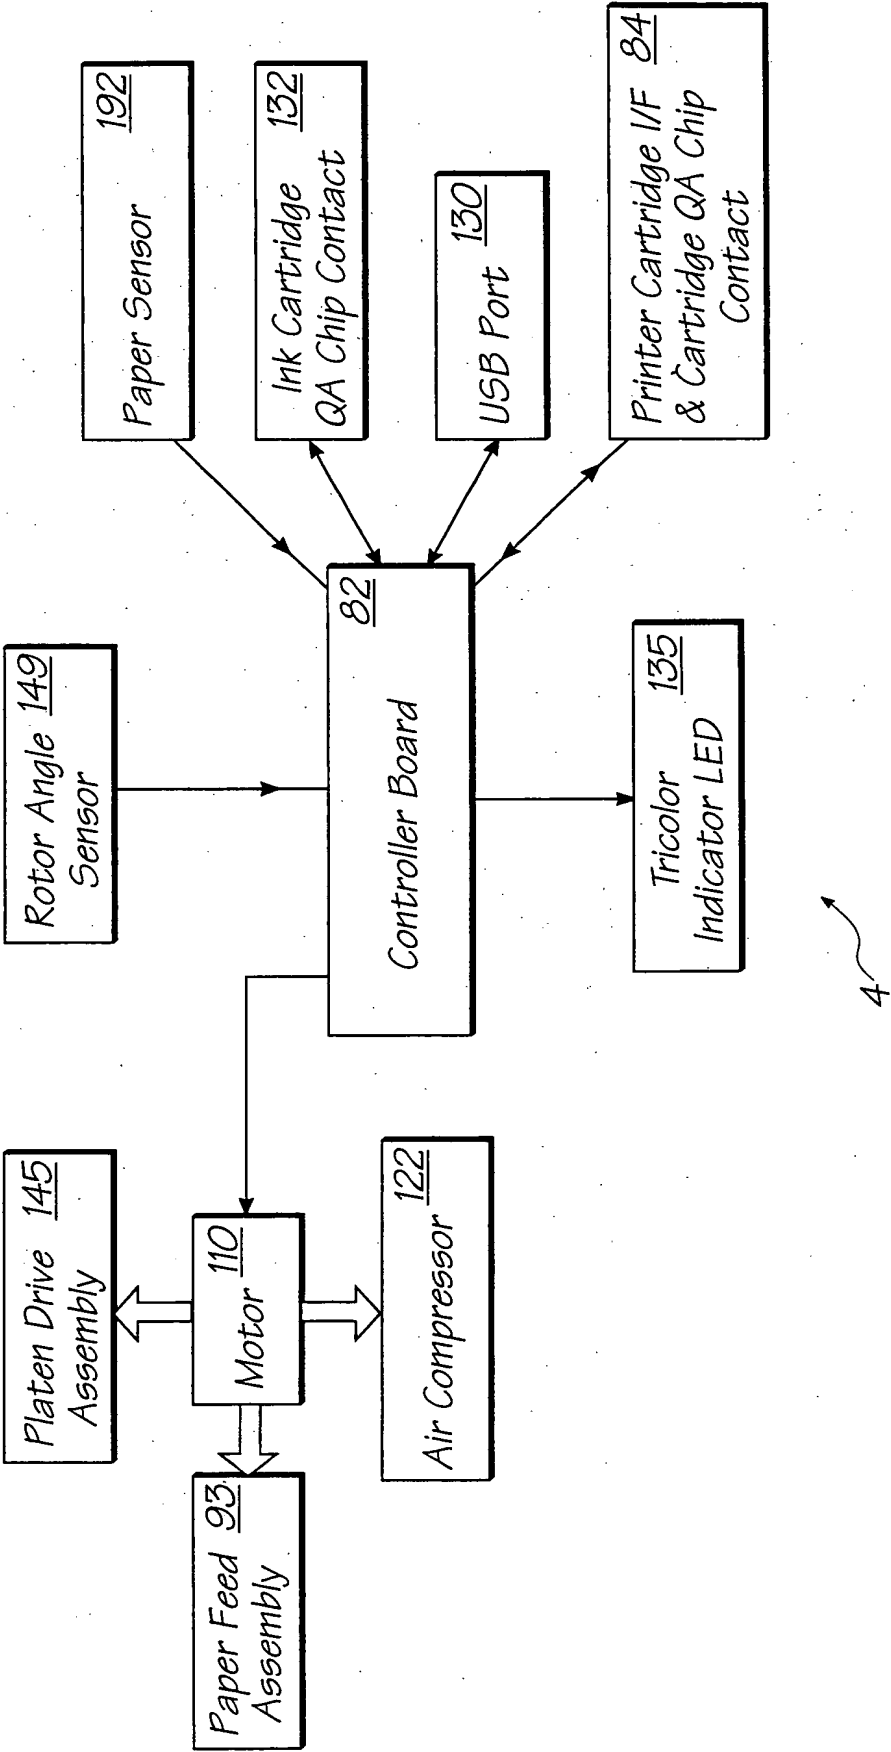 Platen Drive 145
Assembly
Rotor Angle 149
Sensor
Paper Sensor 192
Paper Feed 93
Assembly
Motor 110
Ink Cartridge 132
QA Chip Contact
Air Compressor 122
Controller Board 82
USB Port 130
Tricolor 135
Indicator LED
Printer Cartridge I/F 84
& Cartridge QA Chip
Contact
4